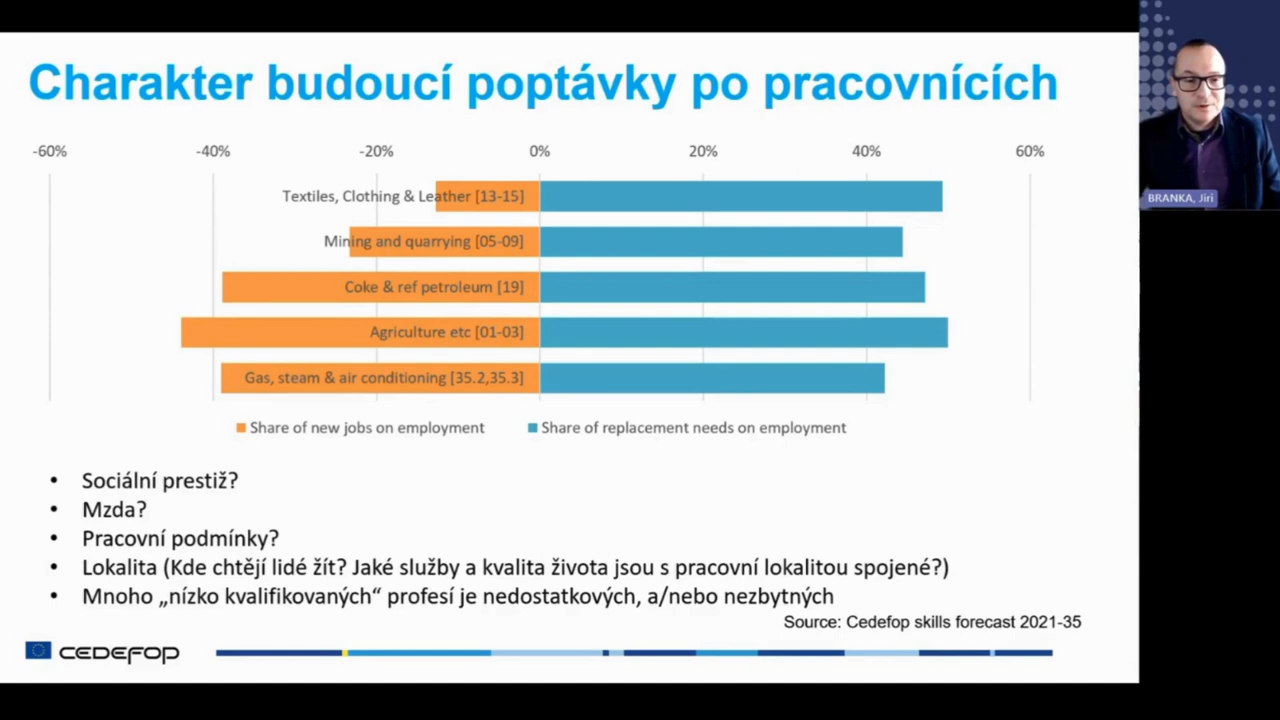 Charakter budoucí poptávky po pracovnících
-60% -40% -20% 0% 20% 40% 60%
Textiles, Clothing & Leather [13-15]
Mining and quarrying [05-09]
Coke & ref petroleum [19]
Agriculture etc [01-03]
Gas, steam & air conditioning [35.2,35.3]
Share of new jobs on employment Share of replacement needs on employment
• Sociální prestiž?
• Mzda?
• Pracovní podmínky?
• Lokalita (Kde chtějí lidé žít? Jaké služby a kvalita života jsou s pracovní lokalitou spojené?)
• Mnoho „nízko kvalifikovaných“ profesí je nedostatkových, a/nebo nezbytných
Source: Cedefop skills forecast 2021-35
CEDEFOP
BRANKA, Jiri